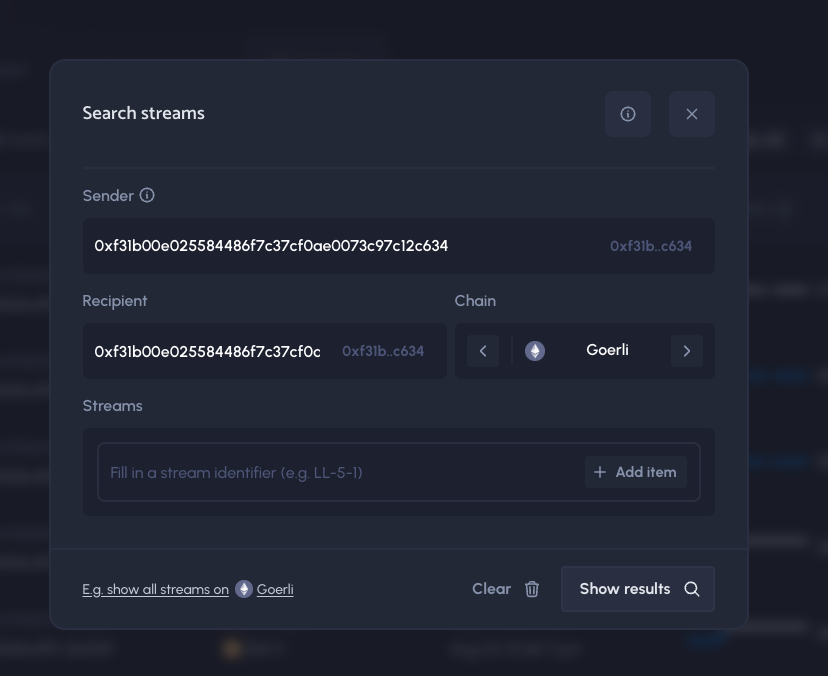 Search streams
Sender
0xf31b00e025584486f7c37cf0ae0073c97c12c634 0xf31b..c634
Recipient Chain
0xf31b00e025584486f7c37cf0c 0xf31b..c634 Goerli
Streams
Fill in a stream identifier (e.g. LL-5-1) Add item
E.g. show all streams on Goerli Clear Show results